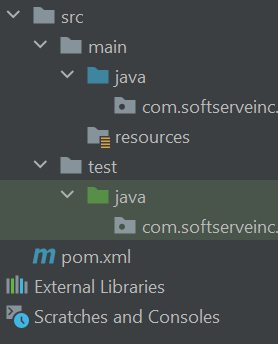 src
main
java
com.softserveinc.
resources
test
java
com.softserveinc.
pom.xml
External Libraries
Scratches and Consoles